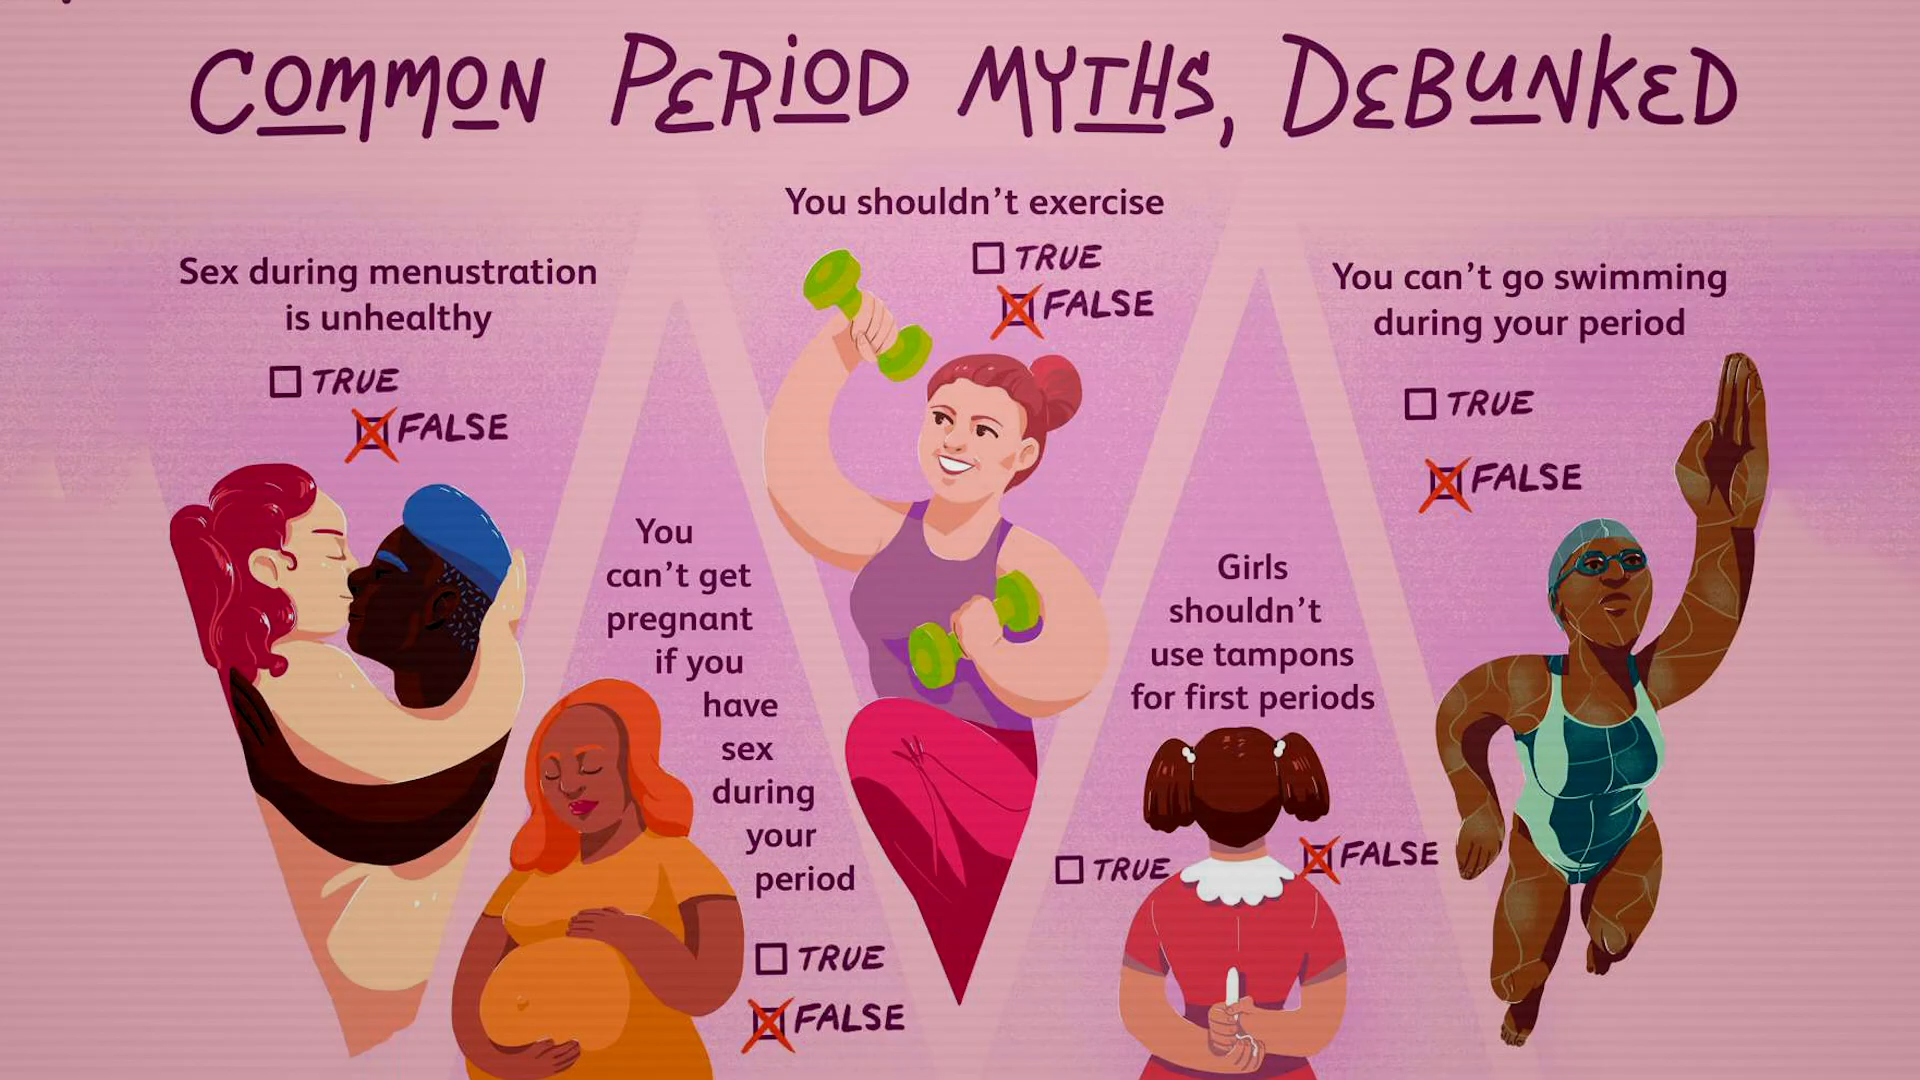 COMMON PERIOD MYTHS, DEBUNKED
Sex during menustration
is unhealthy
TRUE
FALSE
You can't get
pregnant
if you
have
sex
during
your
period
TRUE
FALSE
You shouldn't exercise
TRUE
FALSE
Girls
shouldn't
use tampons
for first periods
TRUE
FALSE
You can't go swimming
during your period
TRUE
FALSE